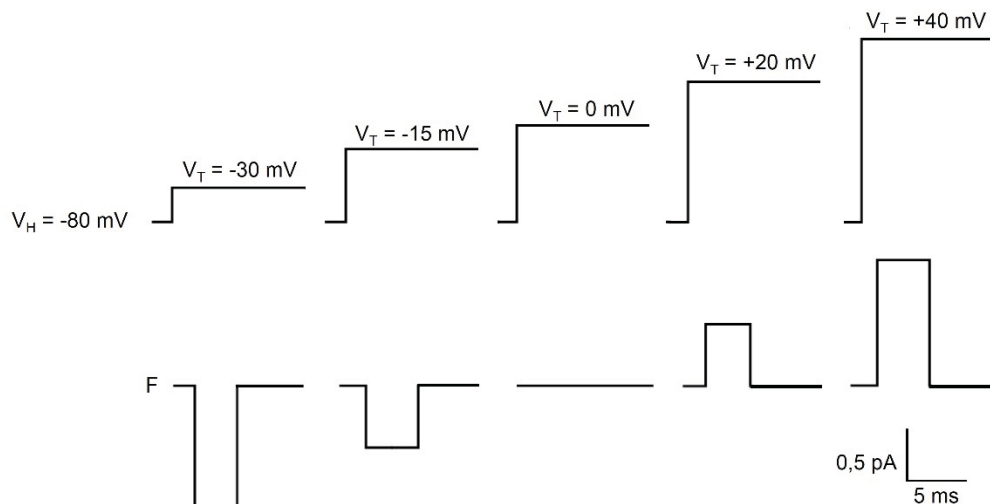 V_T = +40 mV
V_T = +20 mV
V_T = 0 mV
V_T = -15 mV
V_T = -30 mV
V_H = -80 mV
F
0,5 pA
5 ms